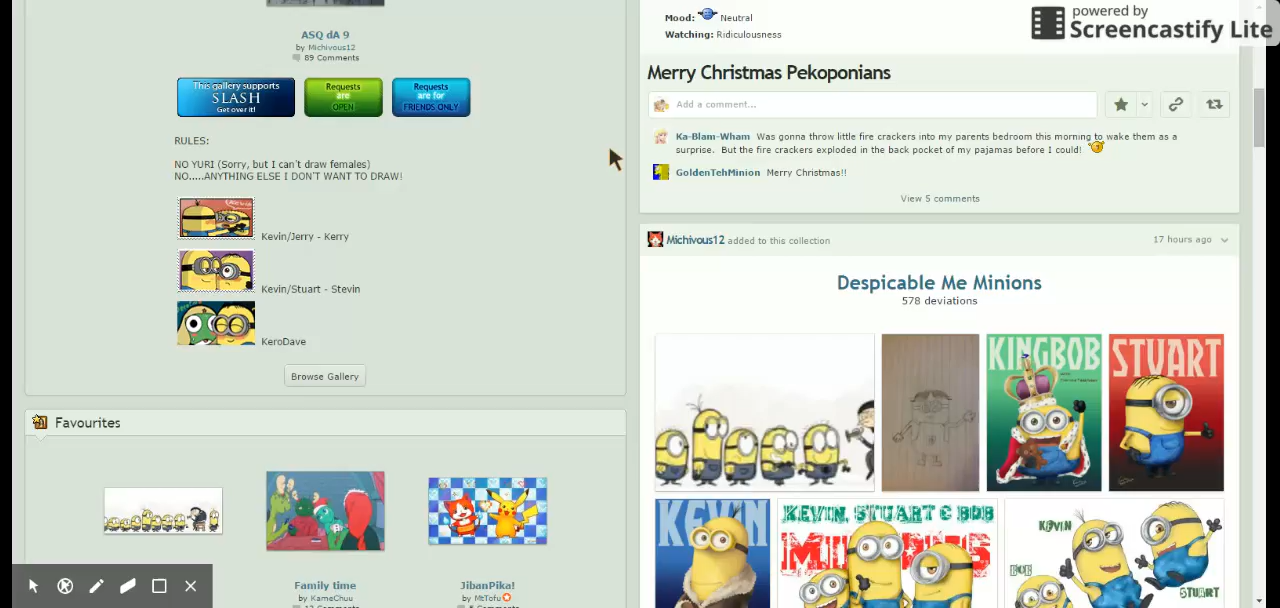 ASQ dA 9
by Michivous12
89 Comments
This gallery supports
SLASH
Get over it!
Requests
are
OPEN
Requests
are for
FRIENDS ONLY
RULES:
NO YURI (Sorry, but I can't draw females)
NO.....ANYTHING ELSE I DON'T WANT TO DRAW!
Kevin/Jerry - Kerry
Kevin/Stuart - Stevin
KeroDave
Browse Gallery
Favourites
Family time
by KameChuu
JibanPika!
by MtTofu
Mood: Neutral
Watching: Ridiculousness
powered by
Screencastify Lite
Merry Christmas Pekoponians
Add a comment...
Ka-Blam-Wham Was gonna throw little fire crackers into my parents bedroom this morning to wake them as a
surprise. But the fire crackers exploded in the back pocket of my pajamas before I could!
GoldenTehMinion Merry Christmas!!
View 5 comments
Michivous12 added to this collection
17 hours ago
Despicable Me Minions
578 deviations
KINGBOB
STUART
KEVIN
KEVIN, STUART & BOB
KEVIN
BOB
STUART